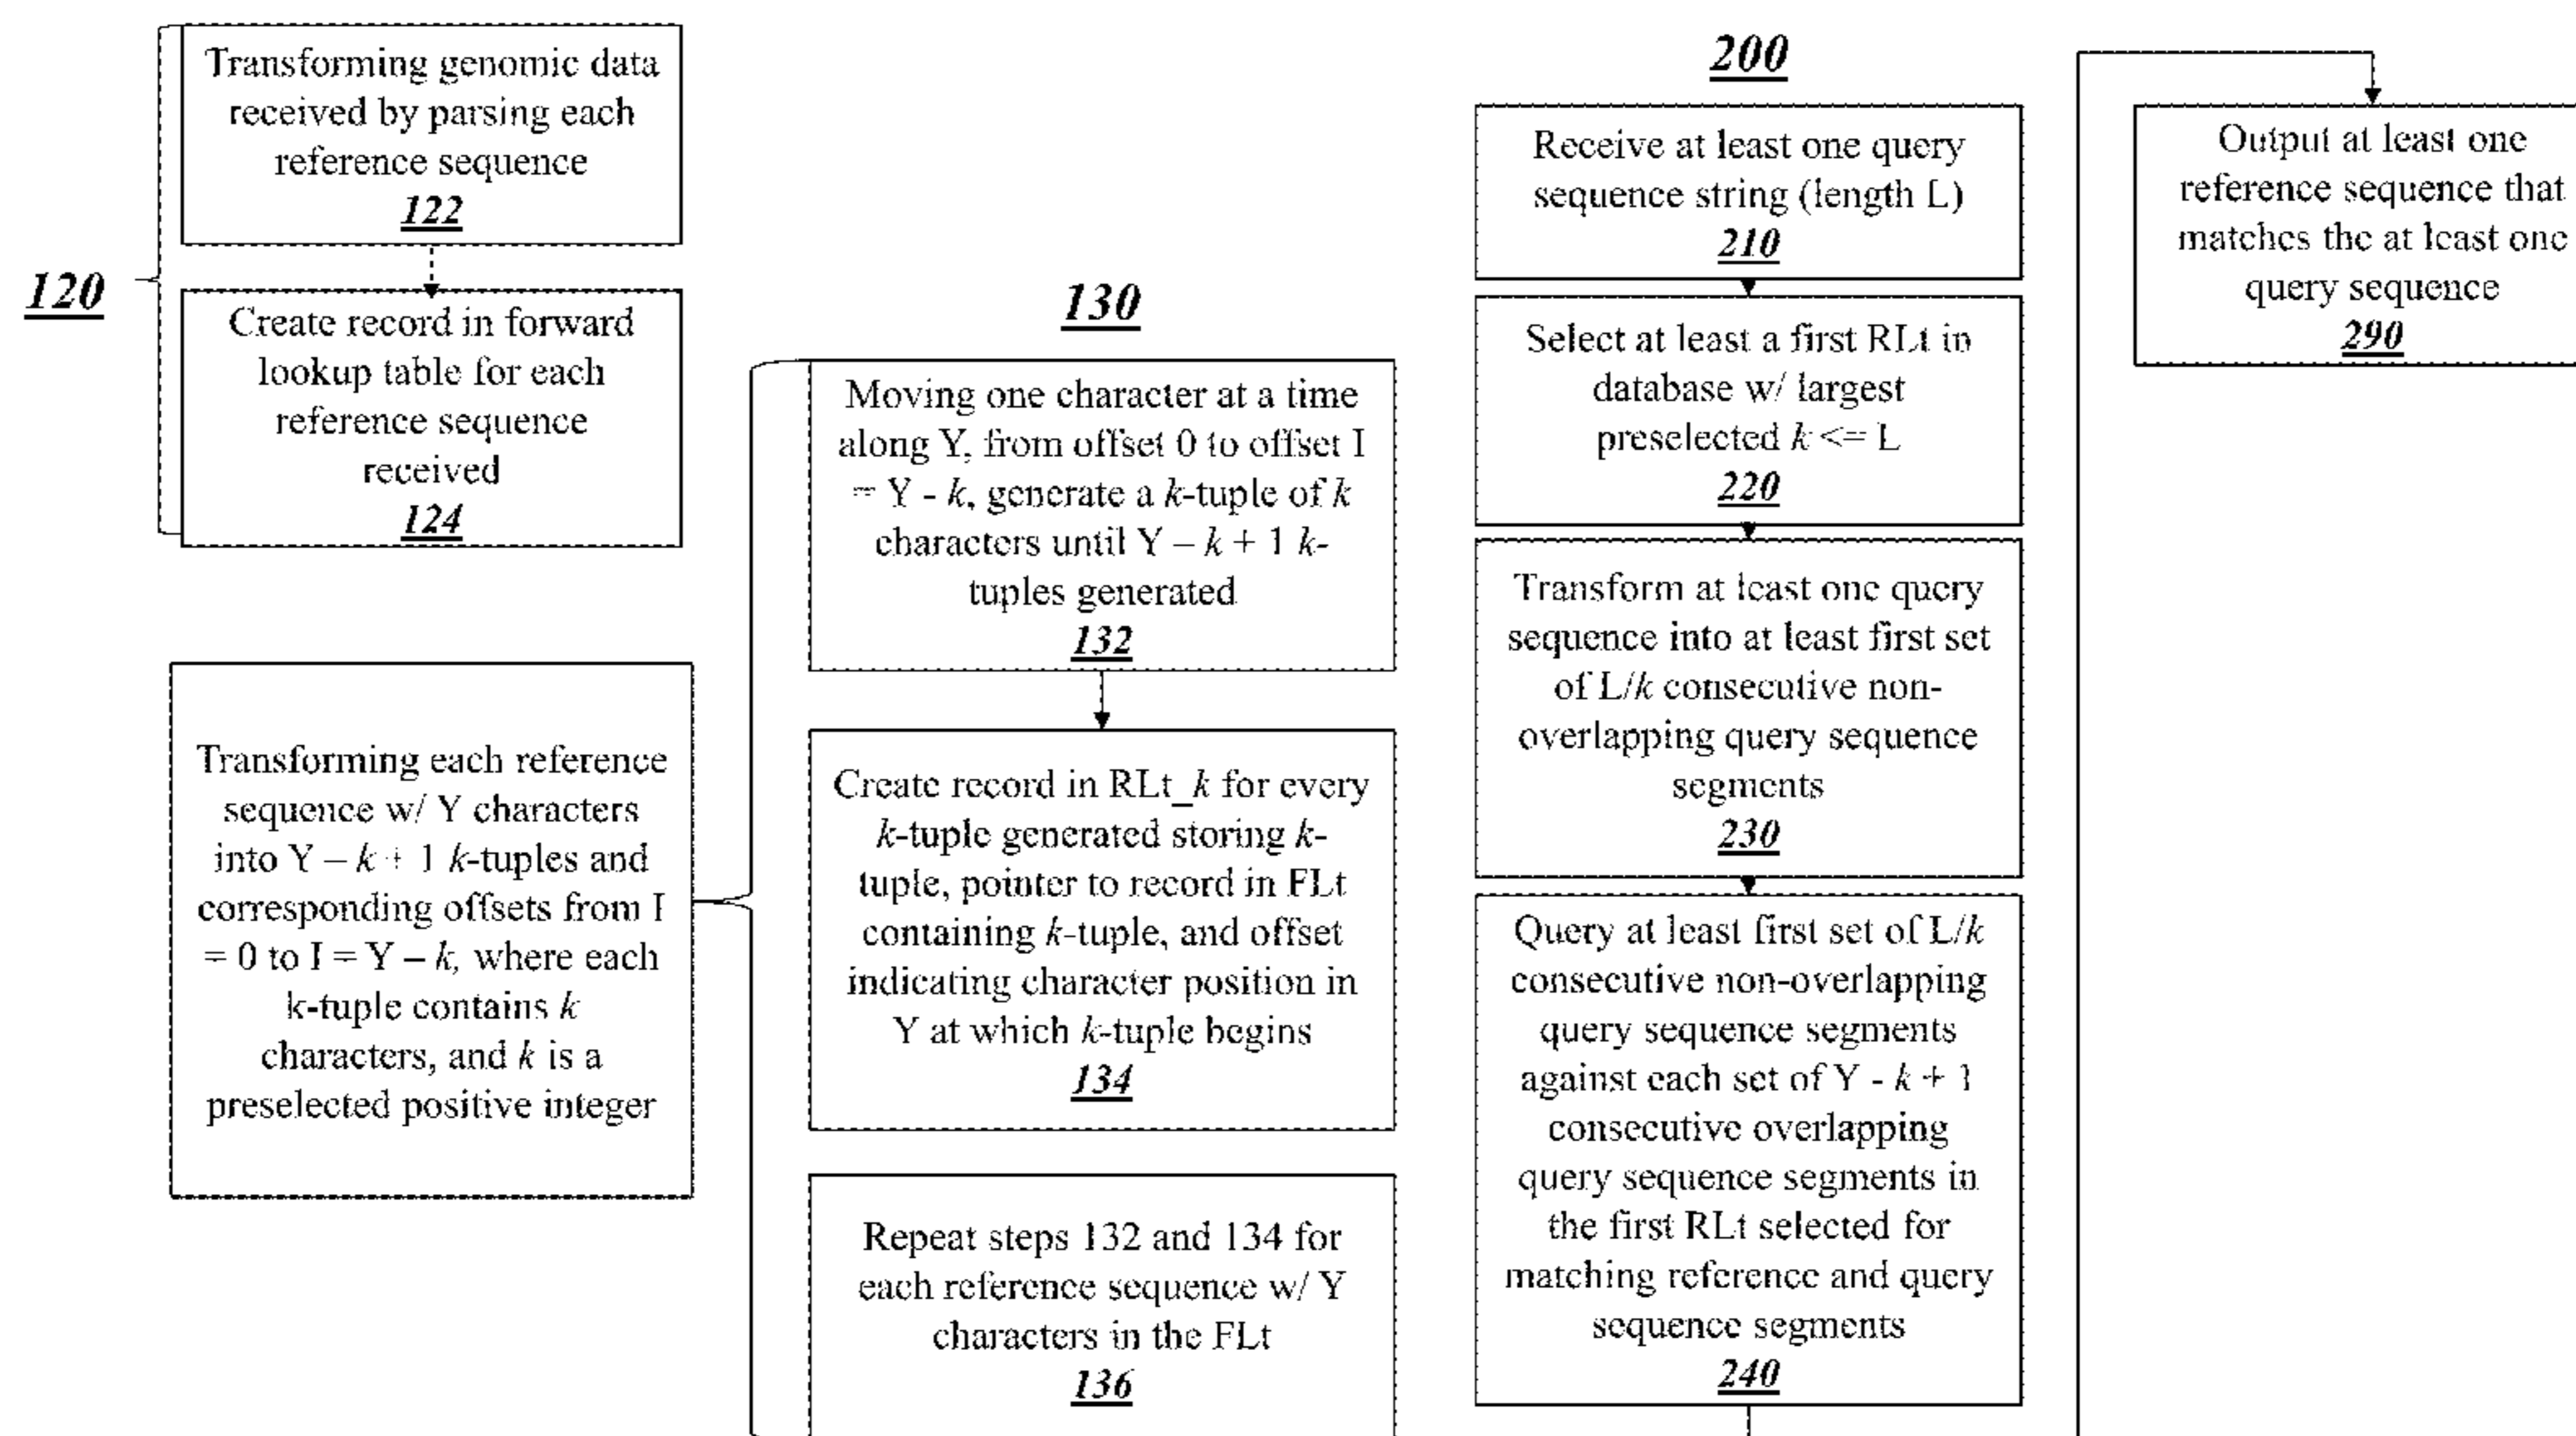 120
Transforming genomic data
received by parsing each
reference sequence
122
Create record in forward
lookup table for each
reference sequence
received
124
Transforming each reference
sequence w/ Y characters
into Y – k + 1 k-tuples and
corresponding offsets from I
= 0 to I = Y – k, where each
k-tuple contains k
characters, and k is a
preselected positive integer
130
Moving one character at a time
along Y, from offset 0 to offset I
= Y - k, generate a k-tuple of k
characters until Y – k + 1 k-
tuples generated
132
Create record in RLt_k for every
k-tuple generated storing k-
tuple, pointer to record in FLt
containing k-tuple, and offset
indicating character position in
Y at which k-tuple begins
134
Repeat steps 132 and 134 for
each reference sequence w/ Y
characters in the FLt
136
200
Receive at least one query
sequence string (length L)
210
Select at least a first RLt in
database w/ largest
preselected k <= L
220
Transform at least one query
sequence into at least first set
of L/k consecutive non-
overlapping query sequence
segments
230
Query at least first set of L/k
consecutive non-overlapping
query sequence segments
against each set of Y - k + 1
consecutive overlapping
query sequence segments in
the first RLt selected for
matching reference and query
sequence segments
240
Output at least one
reference sequence that
matches the at least one
query sequence
290